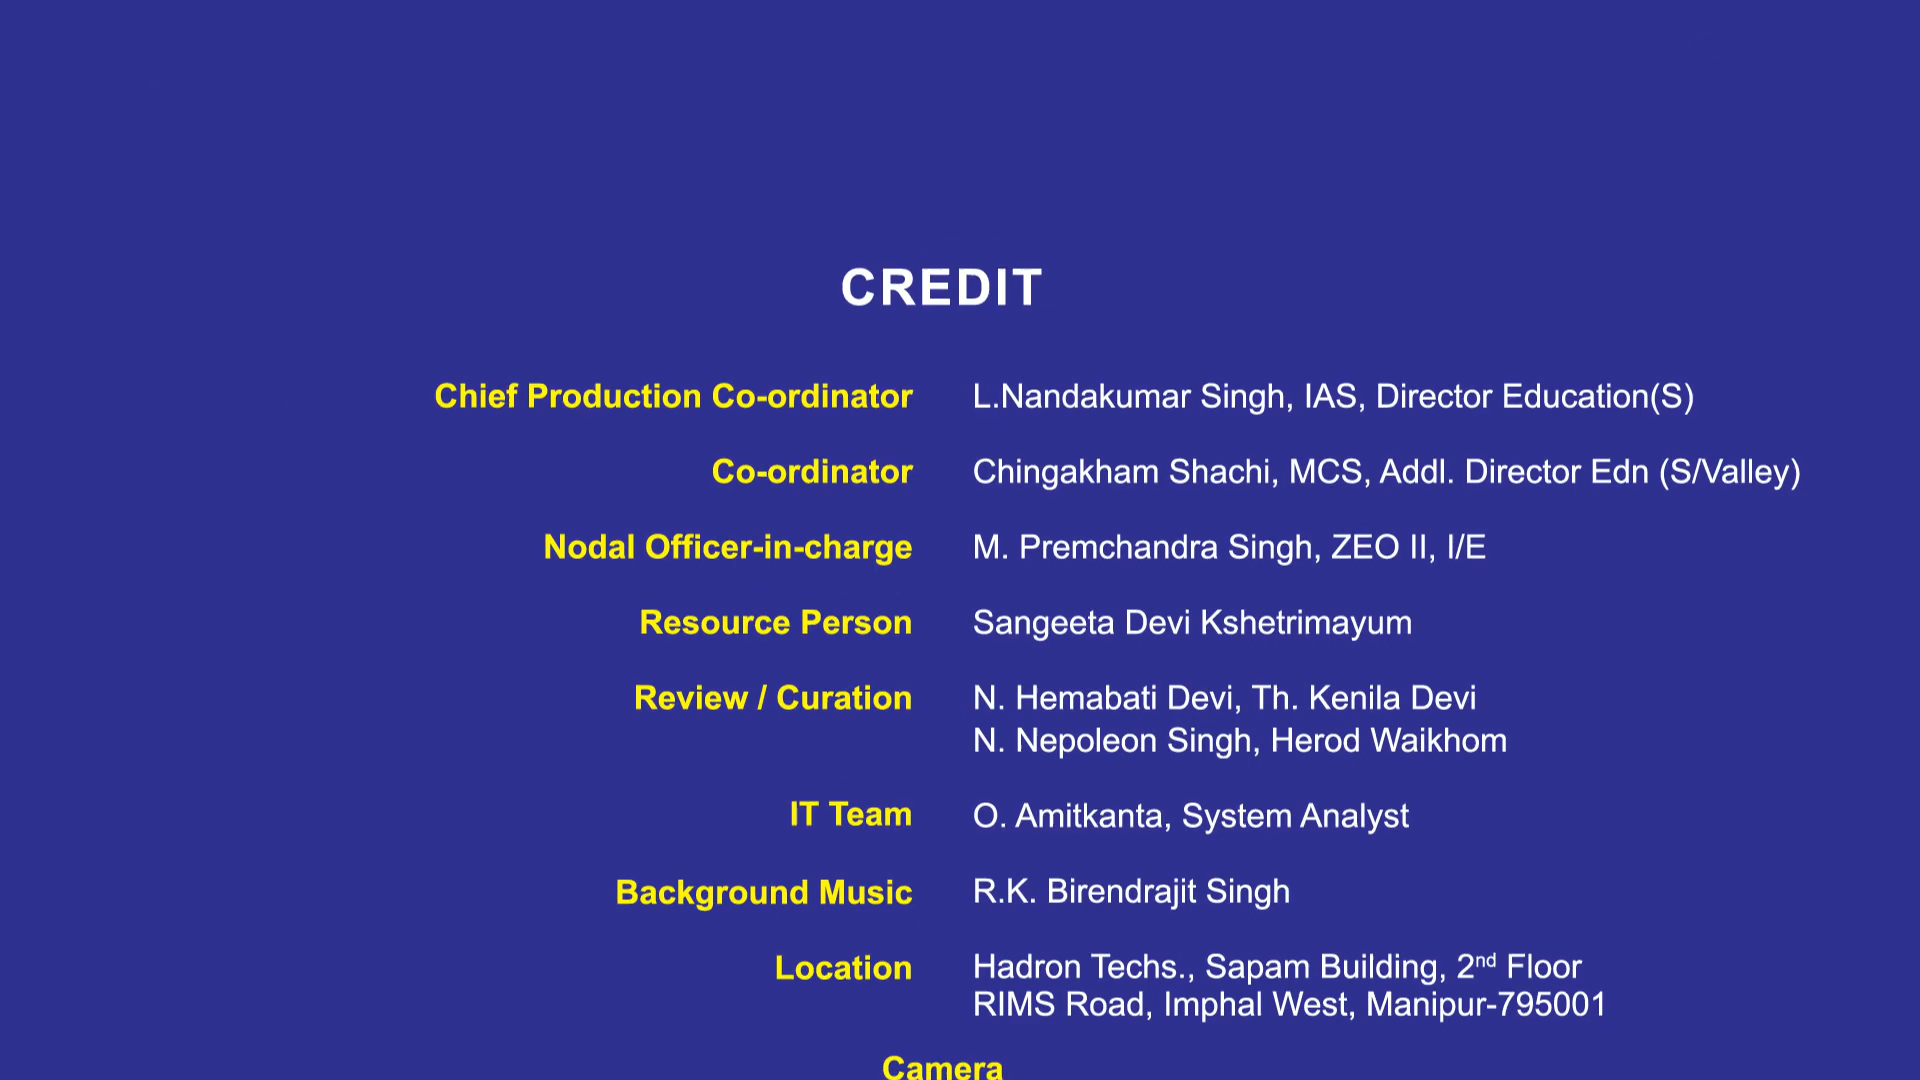 CREDIT
Chief Production Co-ordinator L.Nandakumar Singh, IAS, Director Education(S)
Co-ordinator Chingakham Shachi, MCS, Addl. Director Edn (S/Valley)
Nodal Officer-in-charge M. Premchandra Singh, ZEO II, I/E
Resource Person Sangeeta Devi Kshetrimayum
Review / Curation N. Hemabati Devi, Th. Kenila Devi
N. Nepoleon Singh, Herod Waikhom
IT Team O. Amitkanta, System Analyst
Background Music R.K. Birendrajit Singh
Location Hadron Techs., Sapam Building, 2nd Floor
RIMS Road, Imphal West, Manipur-795001
Camera